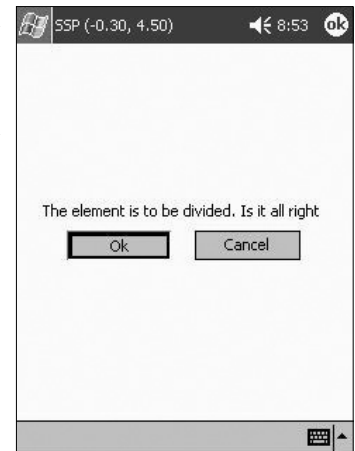 SSP (-0.30, 4.50) 8:53 ok
The element is to be divided. Is it all right
Ok Cancel